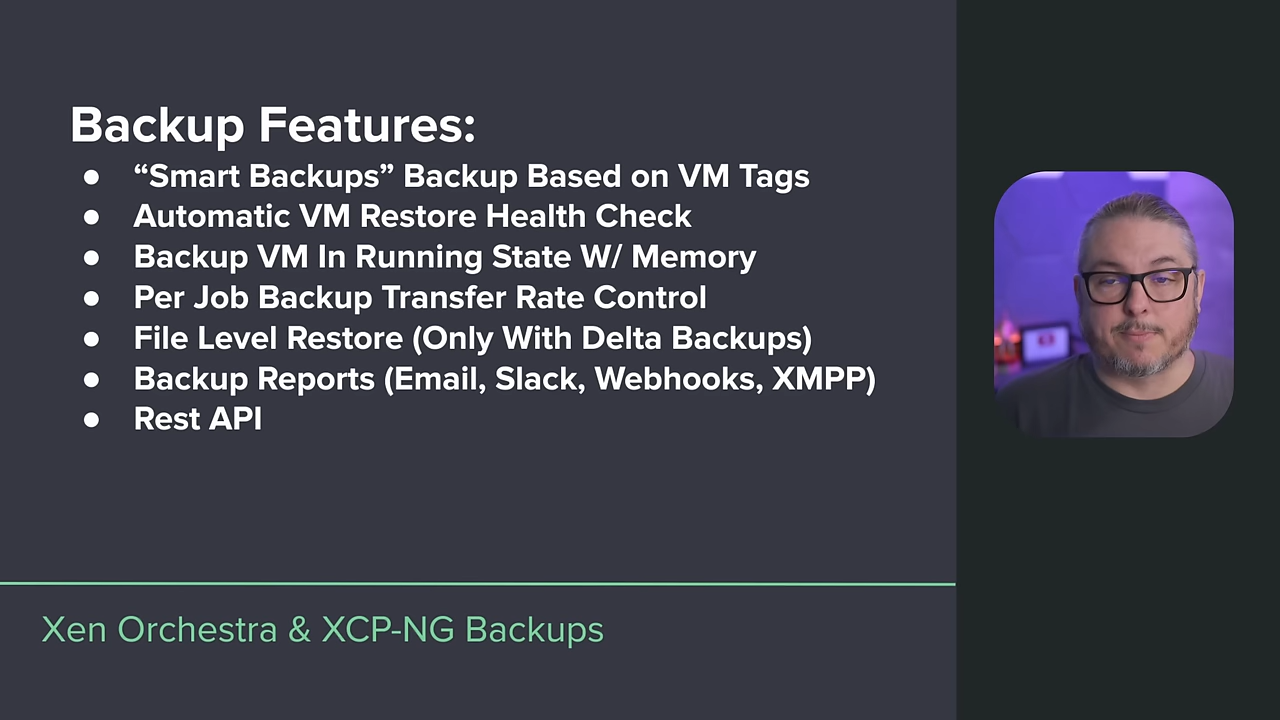 Backup Features:
● “Smart Backups” Backup Based on VM Tags
● Automatic VM Restore Health Check
● Backup VM In Running State W/ Memory
● Per Job Backup Transfer Rate Control
● File Level Restore (Only With Delta Backups)
● Backup Reports (Email, Slack, Webhooks, XMPP)
● Rest API
Xen Orchestra & XCP-NG Backups